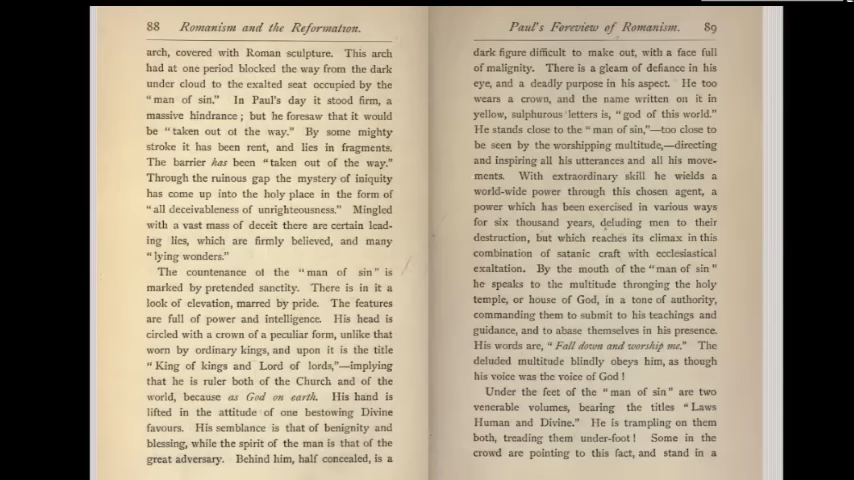 88 Romanism and the Reformation.
arch, covered with Roman sculpture. This arch
had at one period blocked the way from the dark
under cloud to the exalted seat occupied by the
"man of sin." In Paul's day it stood firm, a
massive hindrance; but he foresaw that it would
be "taken out of the way." By some mighty
stroke it has been rent, and lies in fragments.
The barrier has been "taken out of the way."
Through the ruinous gap the mystery of iniquity
has come up into the holy place in the form of
"all deceivableness of unrighteousness." Mingled
with a vast mass of deceit there are certain lead-
ing lies, which are firmly believed, and many
"lying wonders."
The countenance of the "man of sin" is
marked by pretended sanctity. There is in it a
look of elevation, marred by pride. The features
are full of power and intelligence. His head is
circled with a crown of a peculiar form, unlike that
worn by ordinary kings, and upon it is the title
"King of kings and Lord of lords,"—implying
that he is ruler both of the Church and of the
world, because as God on earth. His hand is
lifted in the attitude of one bestowing Divine
favours. His semblance is that of benignity and
blessing, while the spirit of the man is that of the
great adversary. Behind him, half concealed, is a
Paul's Foreview of Romanism. 89
dark figure difficult to make out, with a face full
of malignity. There is a gleam of defiance in his
eye, and a deadly purpose in his aspect. He too
wears a crown, and the name written on it in
yellow, sulphurous letters is, "god of this world."
He stands close to the "man of sin,"—too close to
be seen by the worshipping multitude,—directing
and inspiring all his utterances and all his move-
ments. With extraordinary skill he wields a
world-wide power through this chosen agent, a
power which has been exercised in various ways
for six thousand years, deluding men to their
destruction, but which reaches its climax in this
combination of satanic craft with ecclesiastical
exaltation. By the mouth of the "man of sin"
he speaks to the multitude thronging the holy
temple, or house of God, in a tone of authority,
commanding them to submit to his teachings and
guidance, and to abase themselves in his presence.
His words are, "Fall down and worship me." The
deluded multitude blindly obeys him, as though
his voice was the voice of God!
Under the feet of the "man of sin" are two
venerable volumes, bearing the titles "Laws
Human and Divine." He is trampling on them
both, treading them under-foot! Some in the
crowd are pointing to this fact, and stand in a